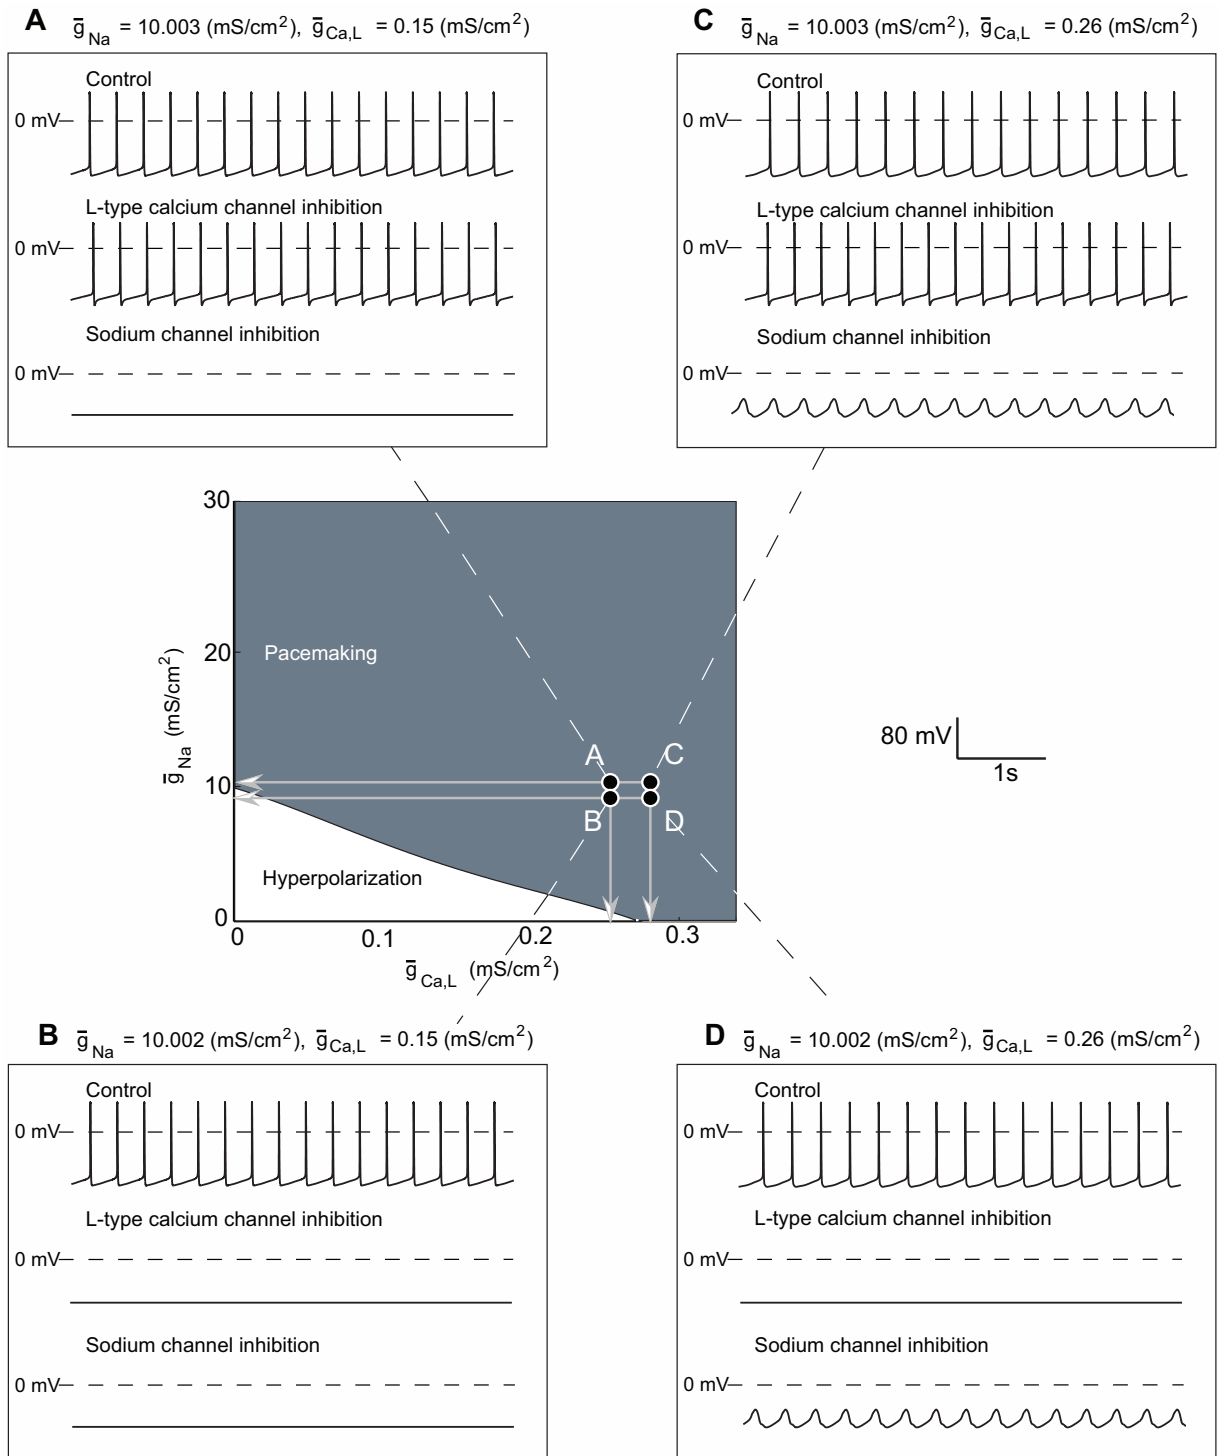 A g̅Na = 10.003 (mS/cm²), g̅Ca,L = 0.15 (mS/cm²)
Control
0 mV
L-type calcium channel inhibition
0 mV
Sodium channel inhibition
0 mV
C g̅Na = 10.003 (mS/cm²), g̅Ca,L = 0.26 (mS/cm²)
Control
0 mV
L-type calcium channel inhibition
0 mV
Sodium channel inhibition
0 mV
30
20
10
0
g̅Na (mS/cm²)
Pacemaking
A
C
B
D
Hyperpolarization
0
0.1
0.2
0.3
g̅Ca,L (mS/cm²)
80 mV
1s
B g̅Na = 10.002 (mS/cm²), g̅Ca,L = 0.15 (mS/cm²)
Control
0 mV
L-type calcium channel inhibition
0 mV
Sodium channel inhibition
0 mV
D g̅Na = 10.002 (mS/cm²), g̅Ca,L = 0.26 (mS/cm²)
Control
0 mV
L-type calcium channel inhibition
0 mV
Sodium channel inhibition
0 mV